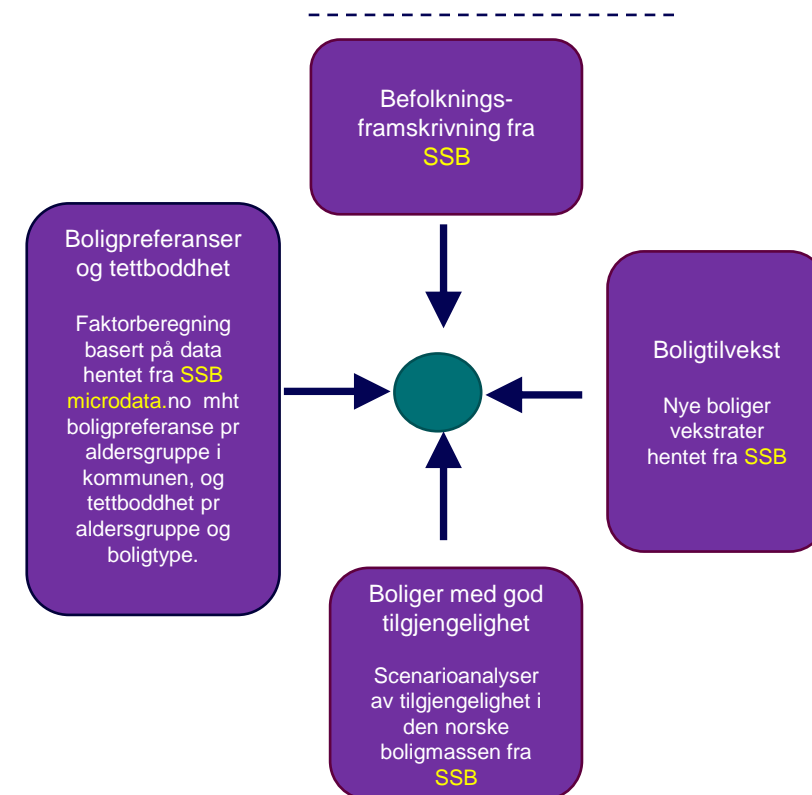 Befolknings-
framskrivning fra
SSB
Boligpreferanser
og tettboddhet
Faktorberegning
basert på data
hentet fra SSB
microdata.no mht
boligpreferanse pr
aldersgruppe i
kommunen, og
tettboddhet pr
aldersgruppe og
boligtype.
Boligtilvekst
Nye boliger
vekstrater
hentet fra SSB
Boliger med god
tilgjengelighet
Scenarioanalyser
av tilgjengelighet i
den norske
boligmassen fra
SSB